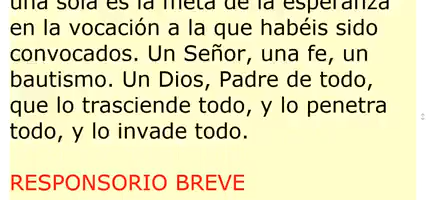 una sola es la meta de la esperanza
en la vocación a la que habéis sido
convocados. Un Señor, una fe, un
bautismo. Un Dios, Padre de todo,
que lo trasciende todo, y lo penetra
todo, y lo invade todo.
RESPONSORIO BREVE